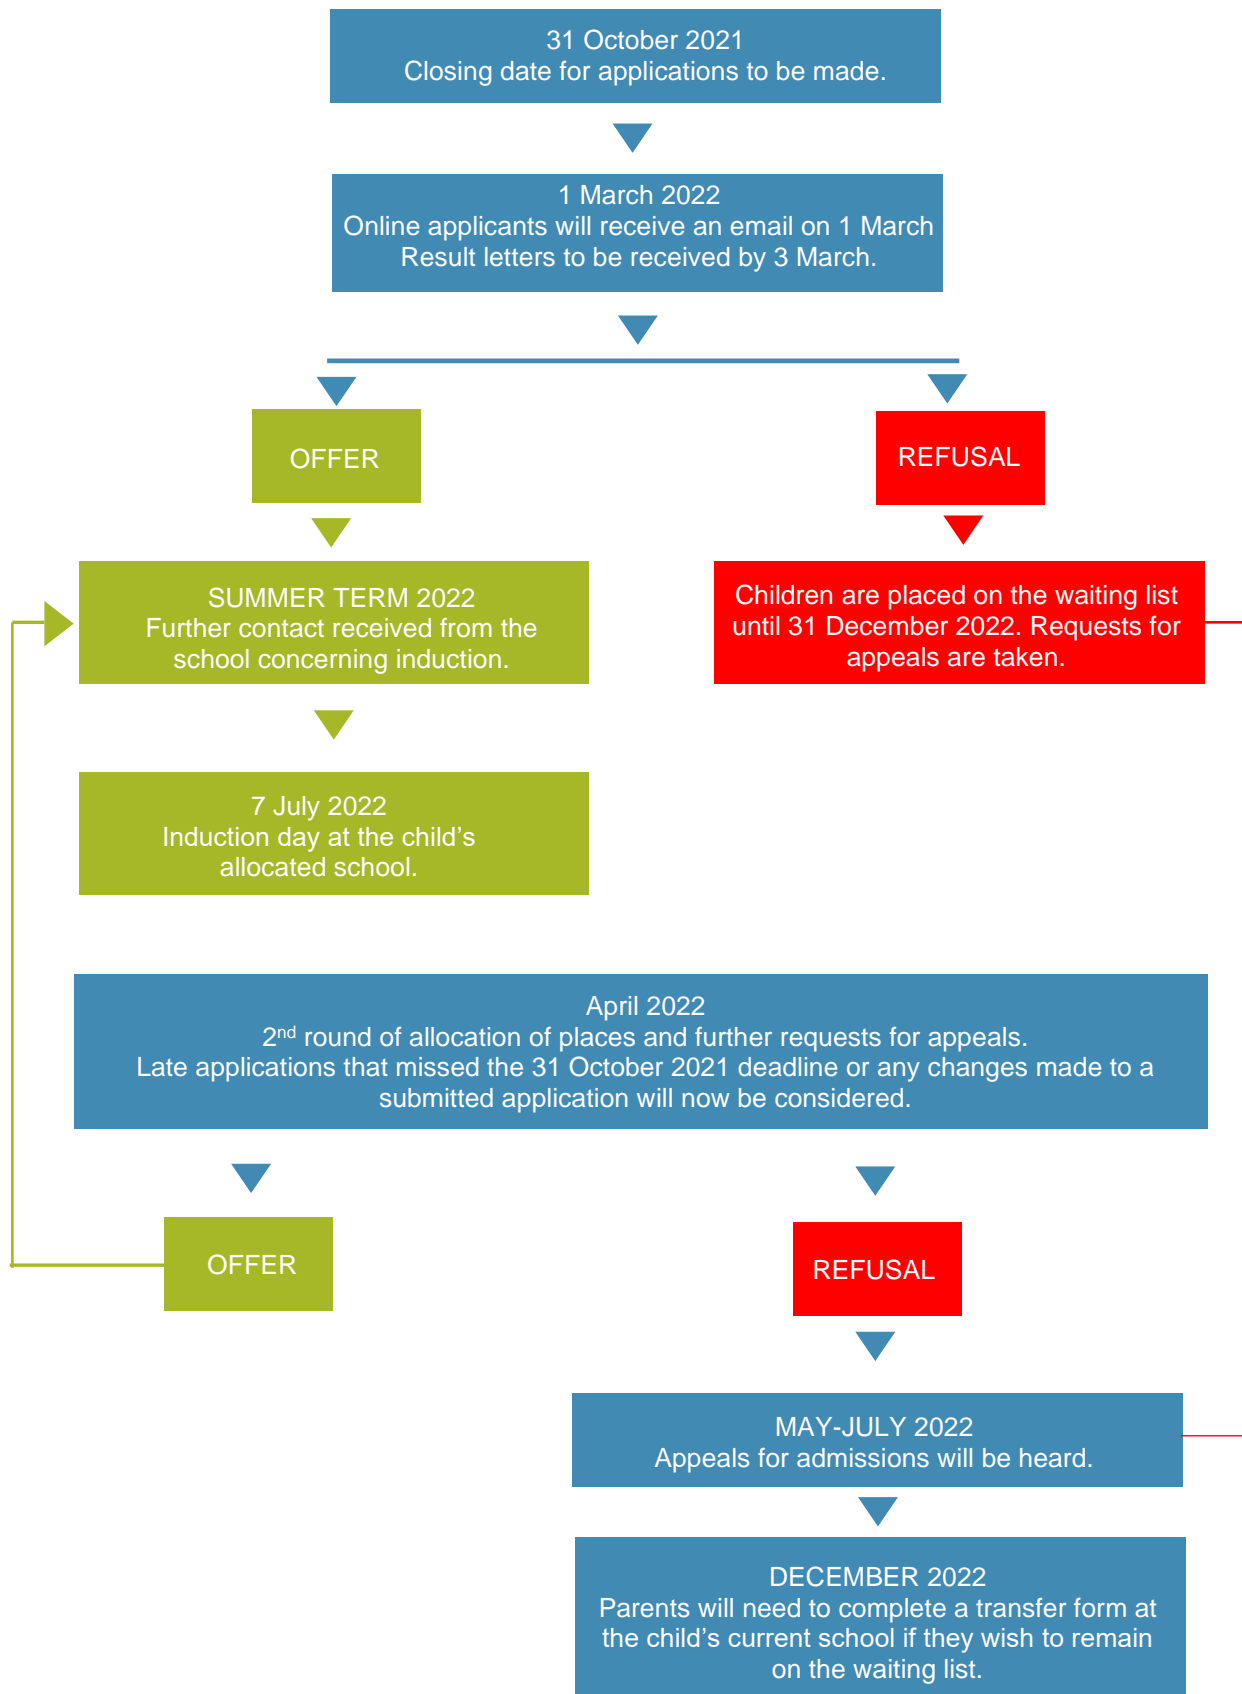 31 October 2021
Closing date for applications to be made.
1 March 2022
Online applicants will receive an email on 1 March
Result letters to be received by 3 March.
OFFER
REFUSAL
SUMMER TERM 2022
Further contact received from the
school concerning induction.
Children are placed on the waiting list
until 31 December 2022. Requests for
appeals are taken.
7 July 2022
Induction day at the child’s
allocated school.
April 2022
2nd round of allocation of places and further requests for appeals.
Late applications that missed the 31 October 2021 deadline or any changes made to a
submitted application will now be considered.
OFFER
REFUSAL
MAY-JULY 2022
Appeals for admissions will be heard.
DECEMBER 2022
Parents will need to complete a transfer form at
the child’s current school if they wish to remain
on the waiting list.